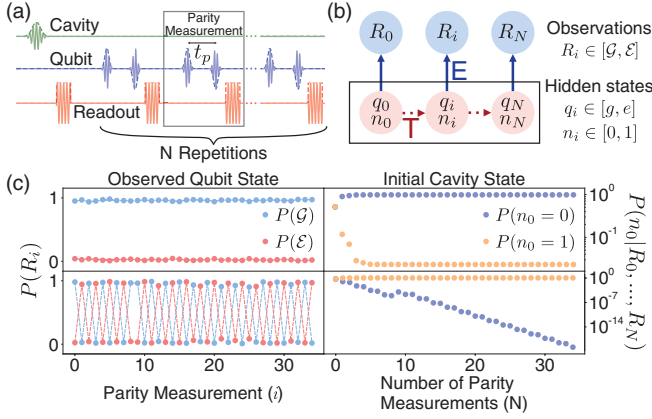 (a)
Cavity
Parity
Measurement
t_p
Qubit
Readout
N Repetitions
(b)
R_0 R_i R_N
E
q_0 q_i q_N
n_0 n_i n_N
T
Observations
R_i ∈ [𝒢, ℰ]
Hidden states
q_i ∈ [g, e]
n_i ∈ [0, 1]
(c)
Observed Qubit State
Initial Cavity State
P(R_i)
1
P(𝒢)
P(ℰ)
0
1
0
0 10 20 30
Parity Measurement (i)
P(n_0 = 0)
P(n_0 = 1)
10^0
10^-1
10^0
10^-7
10^-14
P(n_0|R_0, ..., R_N)
0 10 20 30
Number of Parity
Measurements (N)